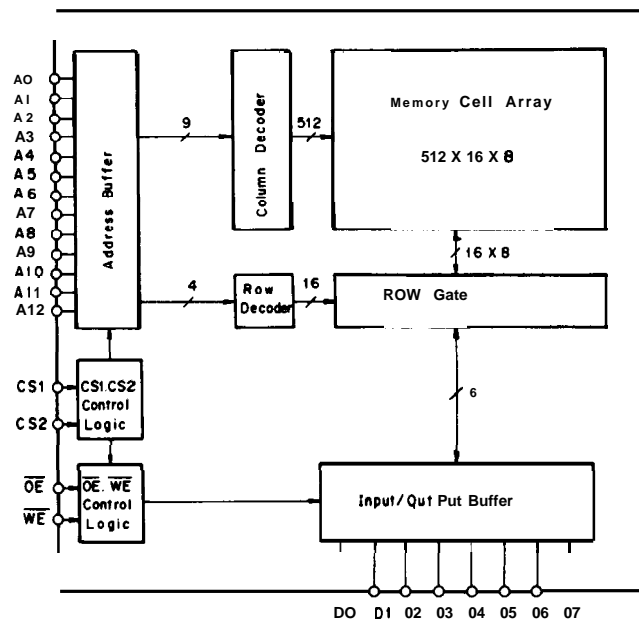 A0
A1
A2
A3
A4
A5
A6
A7
A8
A9
A10
A11
A12
Address Buffer
9
Column Decoder
512
Memory Cell Array
512 X 16 X 8
16 X 8
4
Row
Decoder
16
ROW Gate
CS1
CS2
CS1.CS2
Control
Logic
6
OE
WE
OE. WE
Control
Logic
Input/Qut Put Buffer
DO D1 02 03 04 05 06 07